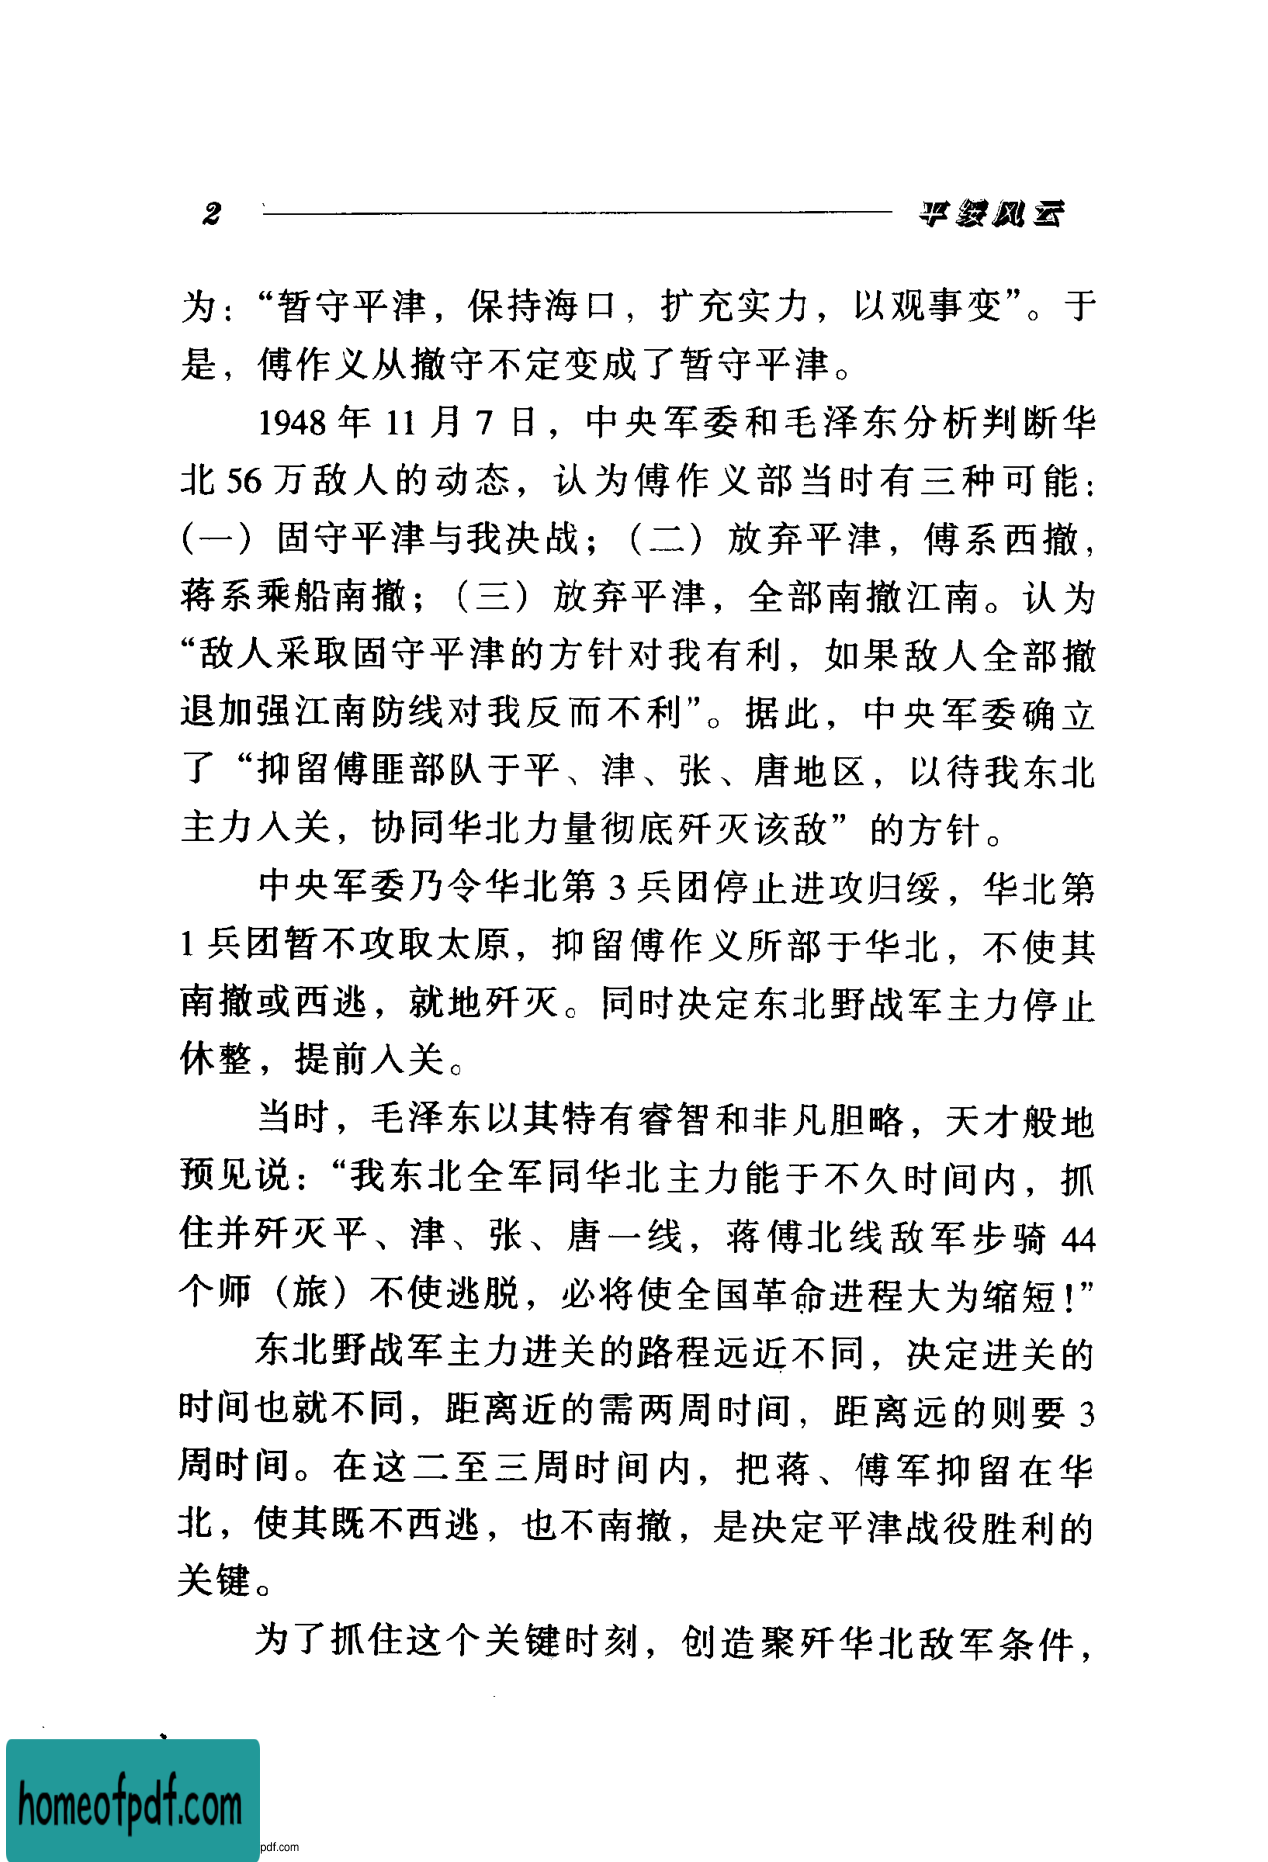 2 平绥风云
为：“暂守平津，保持海口，扩充实力，以观事变”。于
是，傅作义从撤守不定变成了暂守平津。
1948 年 11 月 7 日，中央军委和毛泽东分析判断华
北 56 万敌人的动态，认为傅作义部当时有三种可能：
（一）固守平津与我决战；（二）放弃平津，傅系西撤，
蒋系乘船南撤；（三）放弃平津，全部南撤江南。认为
“敌人采取固守平津的方针对我有利，如果敌人全部撤
退加强江南防线对我反而不利”。据此，中央军委确立
了“抑留傅匪部队于平、津、张、唐地区，以待我东北
主力入关，协同华北力量彻底歼灭该敌”的方针。
中央军委乃令华北第 3 兵团停止进攻归绥，华北第
1 兵团暂不攻取太原，抑留傅作义所部于华北，不使其
南撤或西逃，就地歼灭。同时决定东北野战军主力停止
休整，提前入关。
当时，毛泽东以其特有睿智和非凡胆略，天才般地
预见说：“我东北全军同华北主力能于不久时间内，抓
住并歼灭平、津、张、唐一线，蒋傅北线敌军步骑 44
个师（旅）不使逃脱，必将使全国革命进程大为缩短！”
东北野战军主力进关的路程远近不同，决定进关的
时间也就不同，距离近的需两周时间，距离远的则要 3
周时间。在这二至三周时间内，把蒋、傅军抑留在华
北，使其既不西逃，也不南撤，是决定平津战役胜利的
关键。
为了抓住这个关键时刻，创造聚歼华北敌军条件，
homeofpdf.com
pdf.com